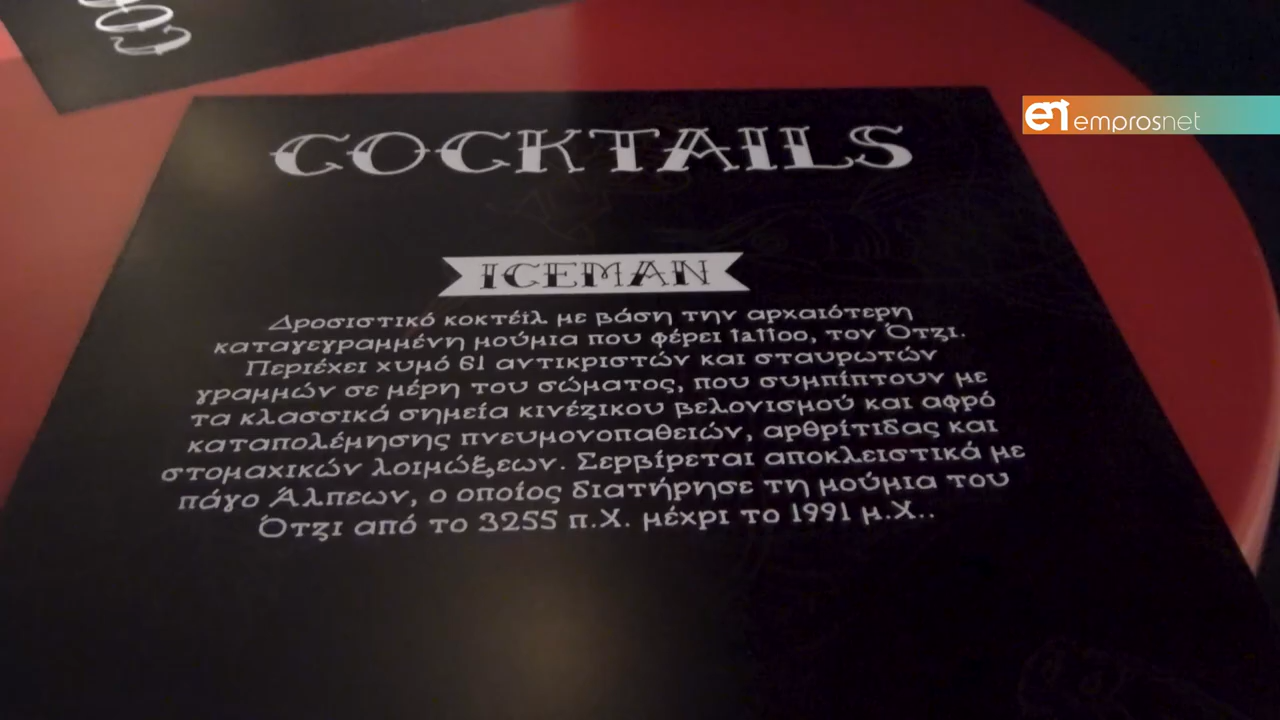 COC
COCKTAILS
emprosnet
ICEMAN
Δροσιστικό κοκτέιλ με βάση την αρχαιότερη
καταγεγραμμένη μούμια που φέρει tattoo, τον Ότζι.
Περιέχει χυμό 61 αντικριστών και σταυρωτών
γραμμών σε μέρη του σώματος, που συμπίπτουν με
τα κλασσικά σημεία κινέζικου βελονισμού και αφρό
καταπολέμησης πνευμονοπαθειών, αρθρίτιδας και
στομαχικών λοιμώξεων. Σερβίρεται αποκλειστικά με
πάγο Άλπεων, ο οποίος διατήρησε τη μούμια του
Ότζι από το 3255 π.Χ. μέχρι το 1991 μ.Χ..